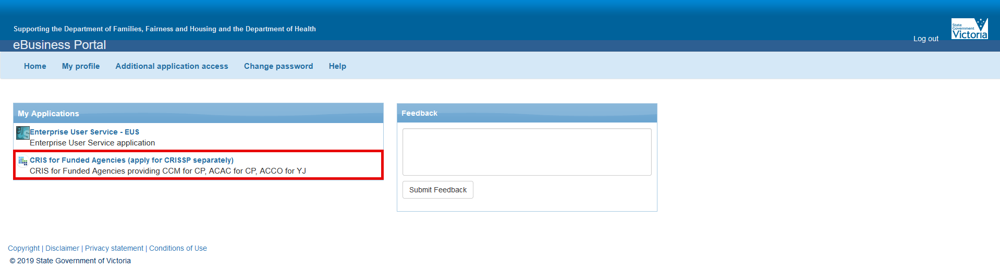 Supporting the Department of Families, Fairness and Housing and the Department of Health
eBusiness Portal
Log out
State
Government
Victoria
Home My profile Additional application access Change password Help
My Applications
eus
Enterprise User Service - EUS
Enterprise User Service application
CRIS for Funded Agencies (apply for CRISSP separately)
CRIS for Funded Agencies providing CCM for CP, ACAC for CP, ACCO for YJ
Feedback
Submit Feedback
Copyright | Disclaimer | Privacy statement | Conditions of Use
© 2019 State Government of Victoria